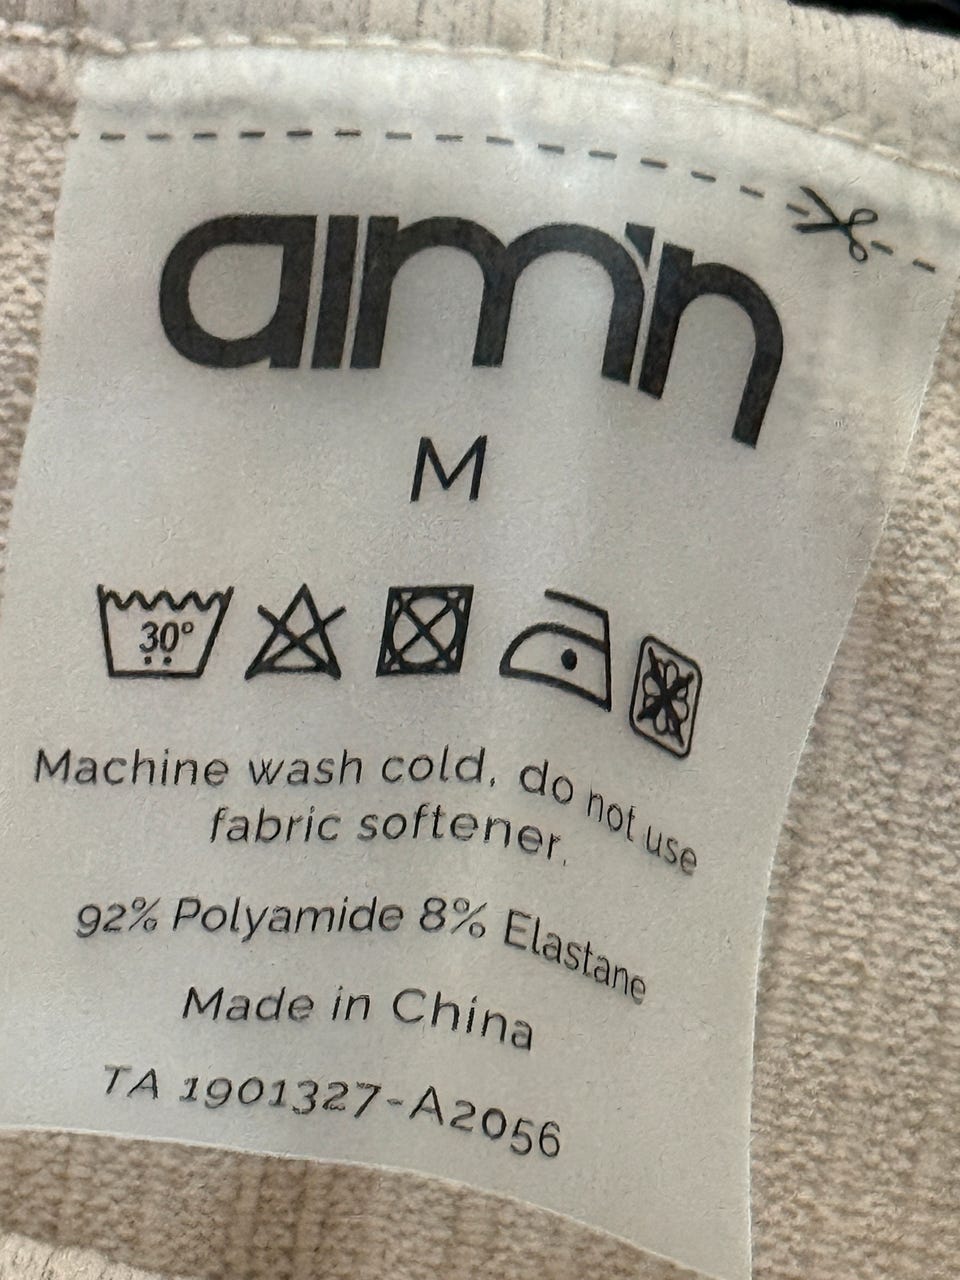 aim'n
M
30°
Machine wash cold, do not use
fabric softener.
92% Polyamide 8% Elastane
Made in China
TA 1901327-A2056